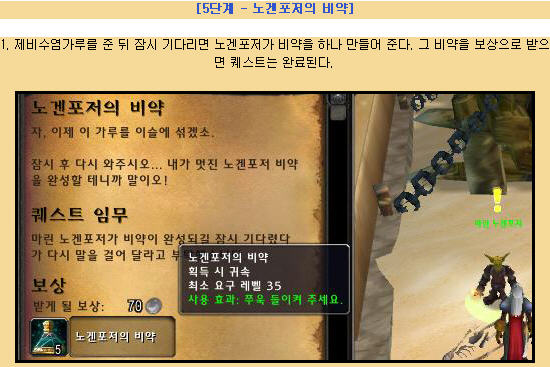 [5단계 - 노겐포저의 비약]
1. 제비수염가루를 준 뒤 잠시 기다리면 노겐포저가 비약을 하나 만들어 준다. 그 비약을 보상으로 받으
면 퀘스트는 완료된다.
노겐포저의 비약
자, 이제 이 가루를 이슬에 섞겠소.
잠시 후 다시 와주시오... 내가 멋진 노겐포저 비약
을 완성할 테니까 말이오!
퀘스트 임무
마린 노겐포저가 비약이 완성되길 잠시 기다렸다
가 다시 말을 걸어 달라고
보상
받게 될 보상: 70
5
노겐포저의 비약
노겐포저의 비약
획득 시 귀속
최소 요구 레벨 35
사용 효과: 쭈욱 들이켜 주세요.
마린 노겐포저